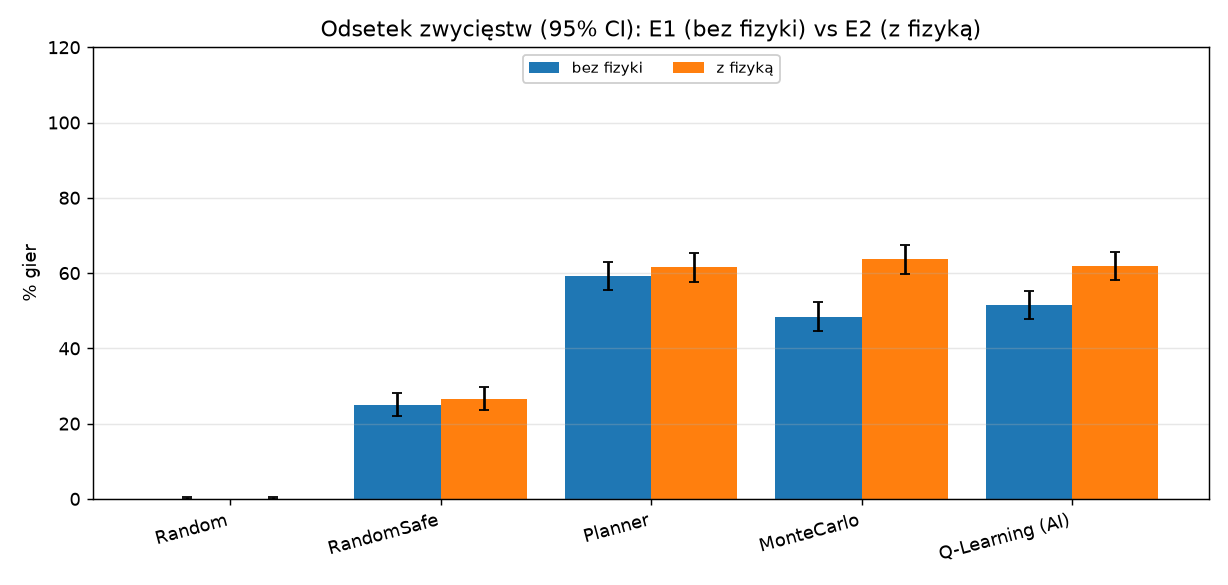 Odsetek zwycięstw (95% CI): E1 (bez fizyki) vs E2 (z fizyką)
bez fizyki z fizyką
% gier
120
100
80
60
40
20
0
Random RandomSafe Planner MonteCarlo Q-Learning (AI)